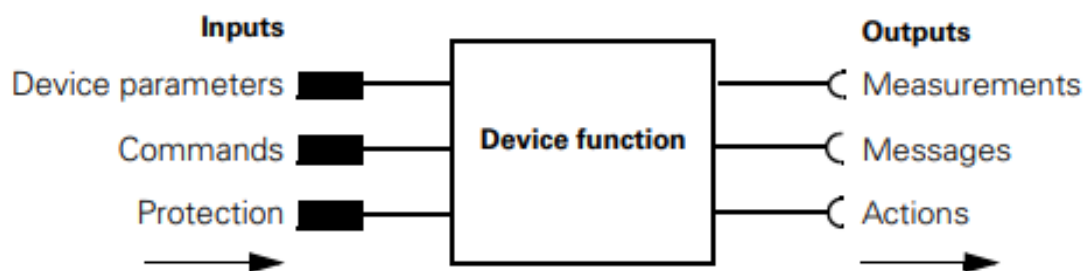 Inputs
Device parameters
Commands
Protection
Device function
Outputs
Measurements
Messages
Actions